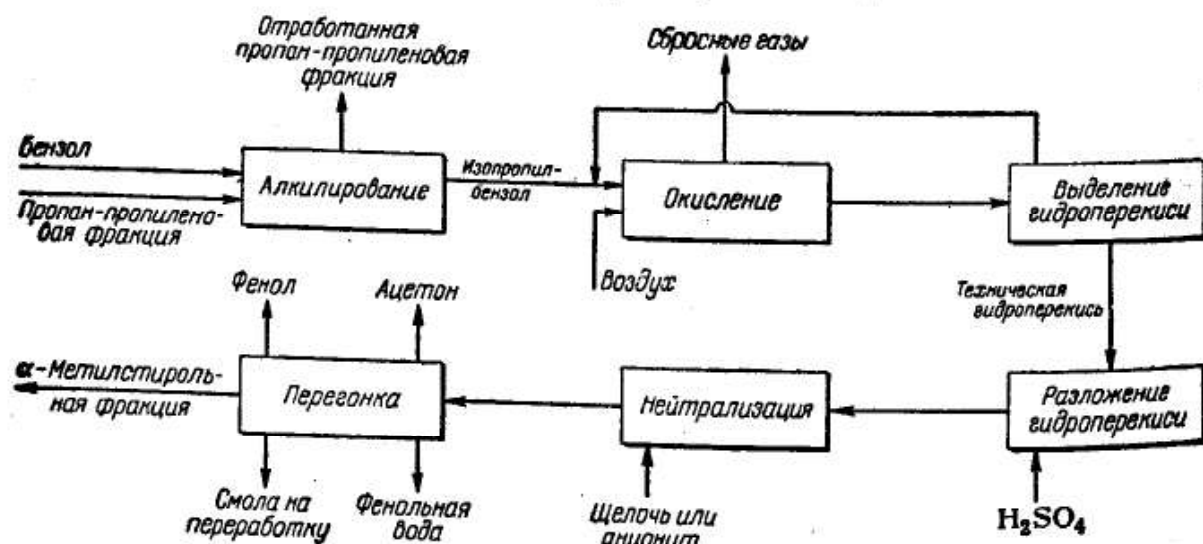 Отработанная
пропан-пропиленовая
фракция
Сбросные газы
Бензол
Алкилирование
Изопропил-
бензол
Окисление
Выделение
гидроперекиси
Пропан-пропилено-
вая фракция
Воздух
Фенол
Ацетон
Техническая
гидроперекись
α-Метилстироль-
ная фракция
Перегонка
Нейтрализация
Разложение
гидроперекиси
Смола на
переработку
Фенольная
вода
Щелочь или
анионит
H₂SO₄